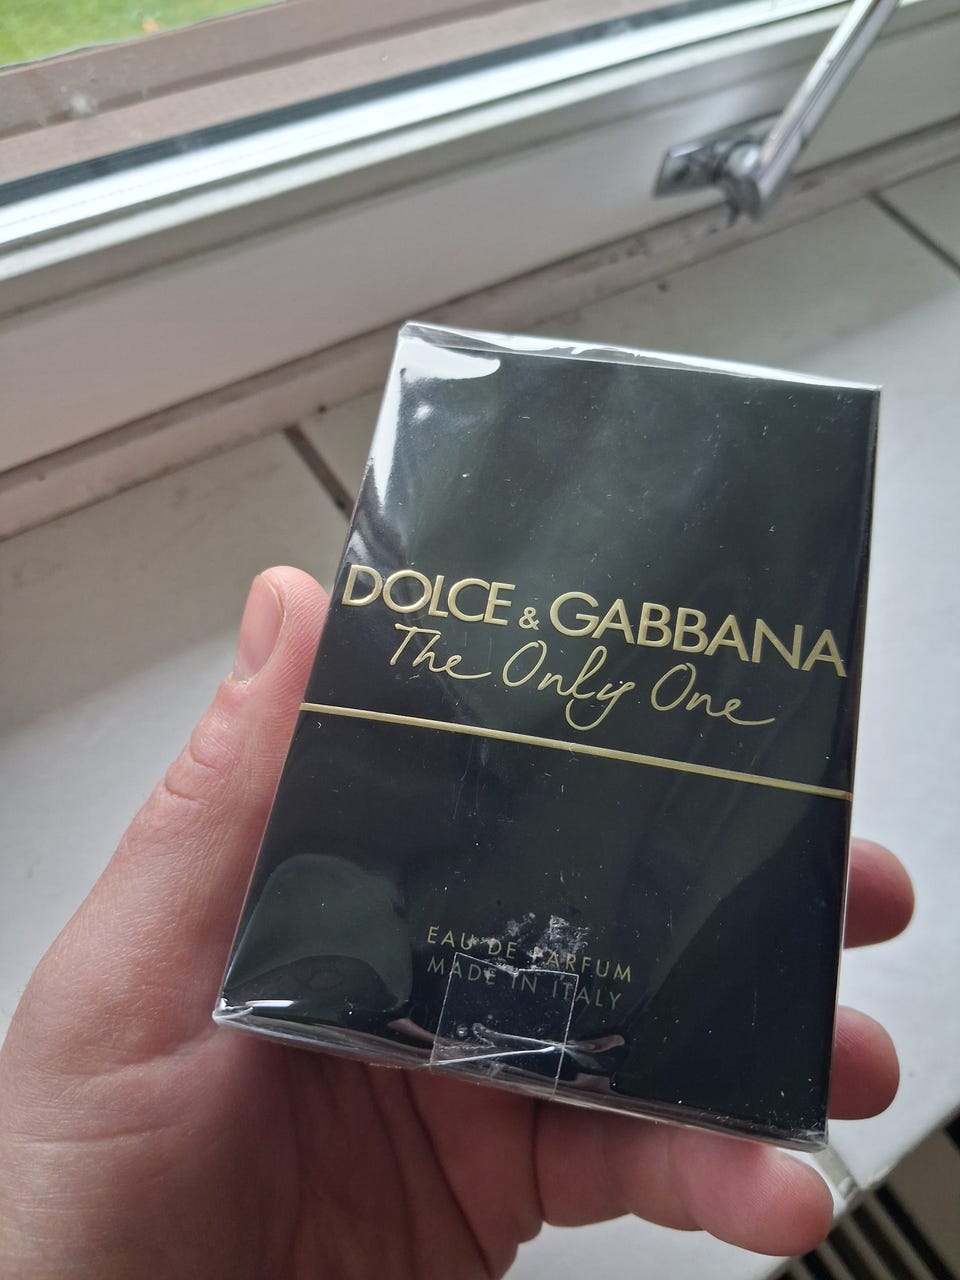 DOLCE & GABBANA
The Only One
EAU DE PARFUM
MADE IN ITALY